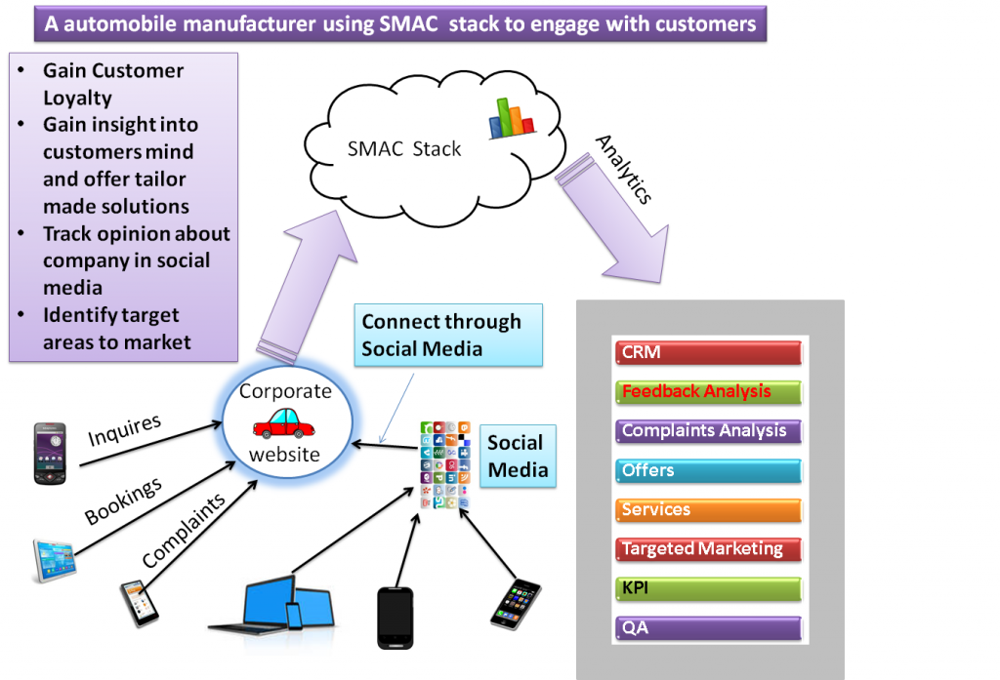 A automobile manufacturer using SMAC stack to engage with customers
• Gain Customer
Loyalty
• Gain insight into
customers mind
and offer tailor
made solutions
• Track opinion about
company in social
media
• Identify target
areas to market
SMAC Stack
Analytics
Connect through
Social Media
Corporate
website
Inquires
Bookings
Complaints
Social
Media
CRM
Feedback Analysis
Complaints Analysis
Offers
Services
Targeted Marketing
KPI
QA